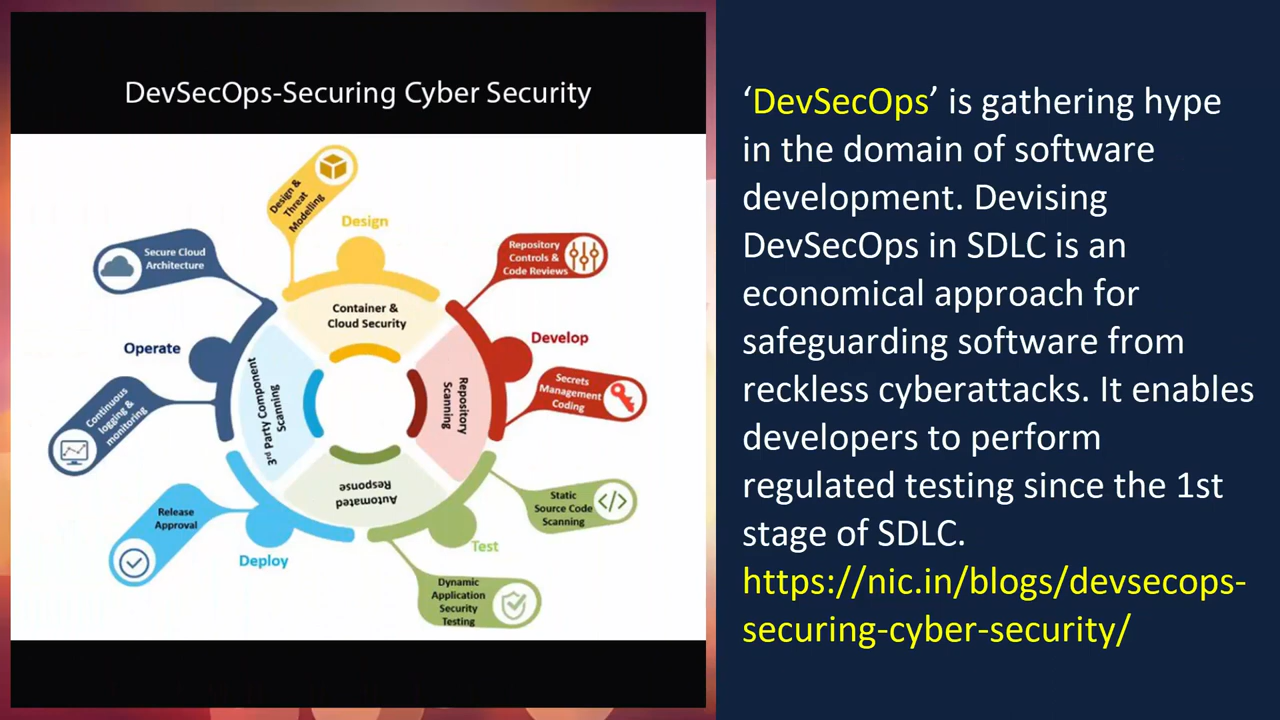 DevSecOps-Securing Cyber Security
Design &
Threat
Modelling
Design
Secure Cloud
Architecture
Repository
Controls &
Code Reviews
Container &
Cloud Security
Operate
Develop
3rd Party Component
Scanning
Repository
Scanning
Secrets
Management
Coding
Continuous
logging &
monitoring
Automated
Response
Release
Approval
Static
Source Code
Scanning
Deploy
Test
Dynamic
Application
Security
Testing
‘DevSecOps’ is gathering hype
in the domain of software
development. Devising
DevSecOps in SDLC is an
economical approach for
safeguarding software from
reckless cyberattacks. It enables
developers to perform
regulated testing since the 1st
stage of SDLC.
https://nic.in/blogs/devsecops-
securing-cyber-security/